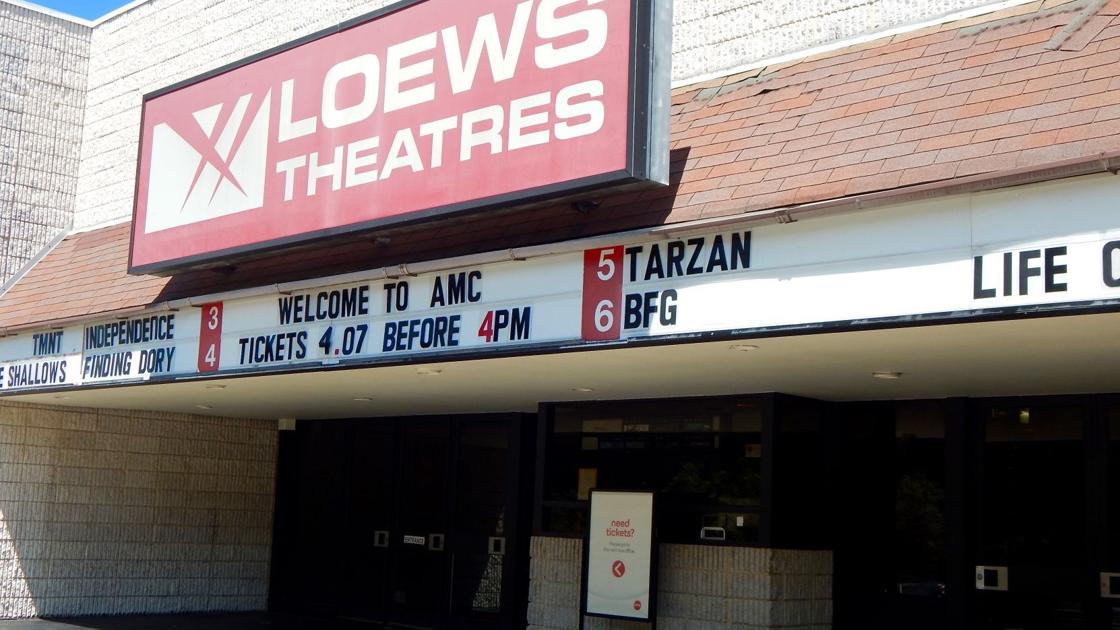 LOEWS
THEATRES
TMNT
SHALLOWS
INDEPENDENCE
FINDING DORY
3
4
WELCOME TO AMC
TICKETS 4.07 BEFORE 4PM
5 TARZAN
6 BFG
LIFE
need
tickets?
ENTRANCE